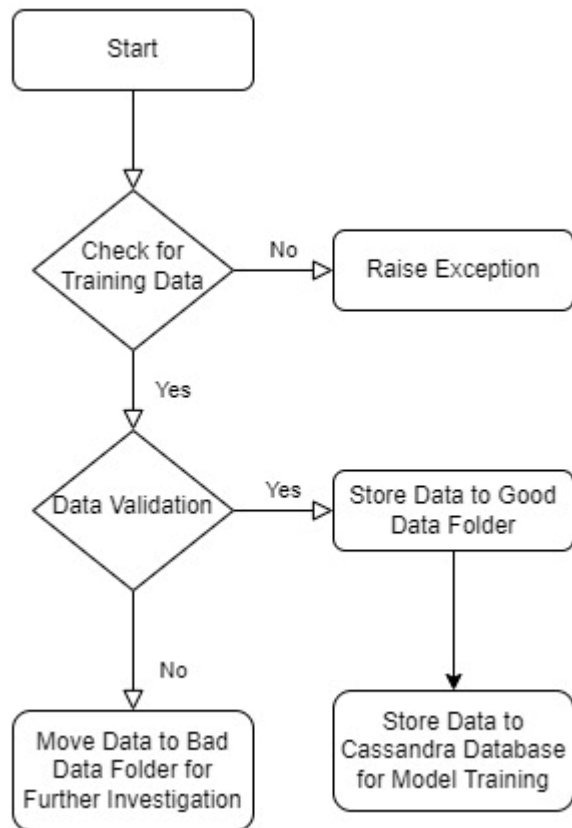 Start
Check for
Training Data
No
Raise Exception
Yes
Data Validation
Yes
Store Data to Good
Data Folder
No
Move Data to Bad
Data Folder for
Further Investigation
Store Data to
Cassandra Database
for Model Training